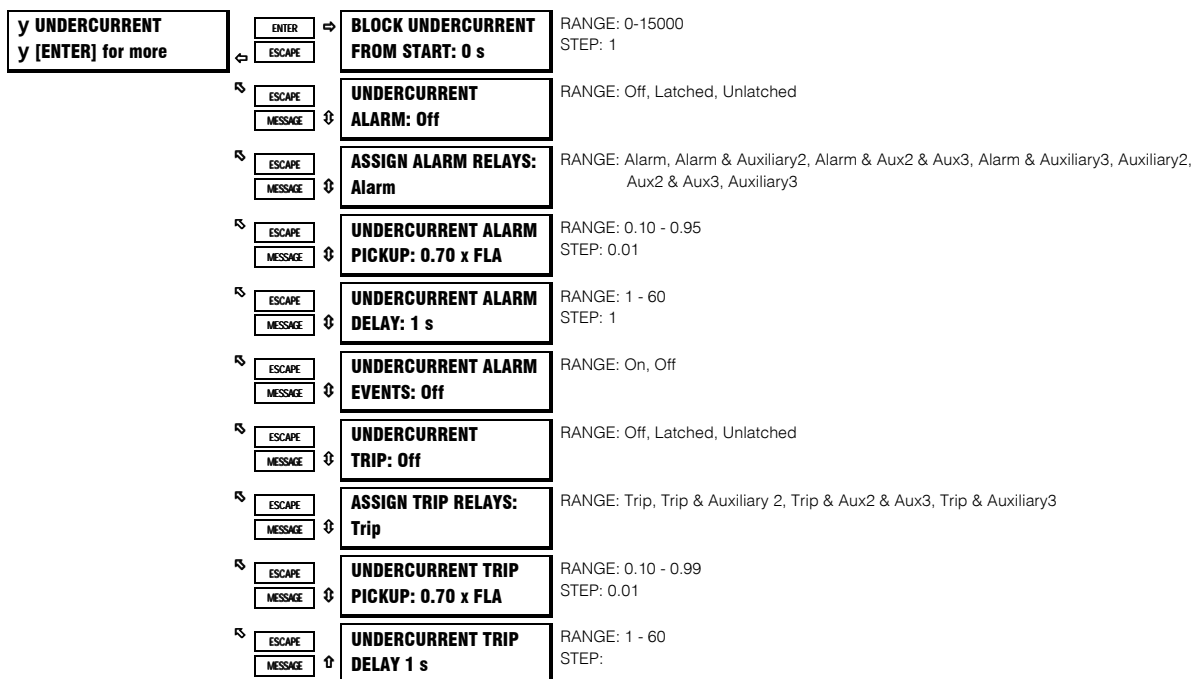 y UNDERCURRENT
y [ENTER] for more
ENTER
ESCAPE
BLOCK UNDERCURRENT
FROM START: 0 s
RANGE: 0-15000
STEP: 1
ESCAPE
MESSAGE
UNDERCURRENT
ALARM: Off
RANGE: Off, Latched, Unlatched
ESCAPE
MESSAGE
ASSIGN ALARM RELAYS:
Alarm
RANGE: Alarm, Alarm & Auxiliary2, Alarm & Aux2 & Aux3, Alarm & Auxiliary3, Auxiliary2,
Aux2 & Aux3, Auxiliary3
ESCAPE
MESSAGE
UNDERCURRENT ALARM
PICKUP: 0.70 x FLA
RANGE: 0.10 - 0.95
STEP: 0.01
ESCAPE
MESSAGE
UNDERCURRENT ALARM
DELAY: 1 s
RANGE: 1 - 60
STEP: 1
ESCAPE
MESSAGE
UNDERCURRENT ALARM
EVENTS: Off
RANGE: On, Off
ESCAPE
MESSAGE
UNDERCURRENT
TRIP: Off
RANGE: Off, Latched, Unlatched
ESCAPE
MESSAGE
ASSIGN TRIP RELAYS:
Trip
RANGE: Trip, Trip & Auxiliary 2, Trip & Aux2 & Aux3, Trip & Auxiliary3
ESCAPE
MESSAGE
UNDERCURRENT TRIP
PICKUP: 0.70 x FLA
RANGE: 0.10 - 0.99
STEP: 0.01
ESCAPE
MESSAGE
UNDERCURRENT TRIP
DELAY 1 s
RANGE: 1 - 60
STEP: